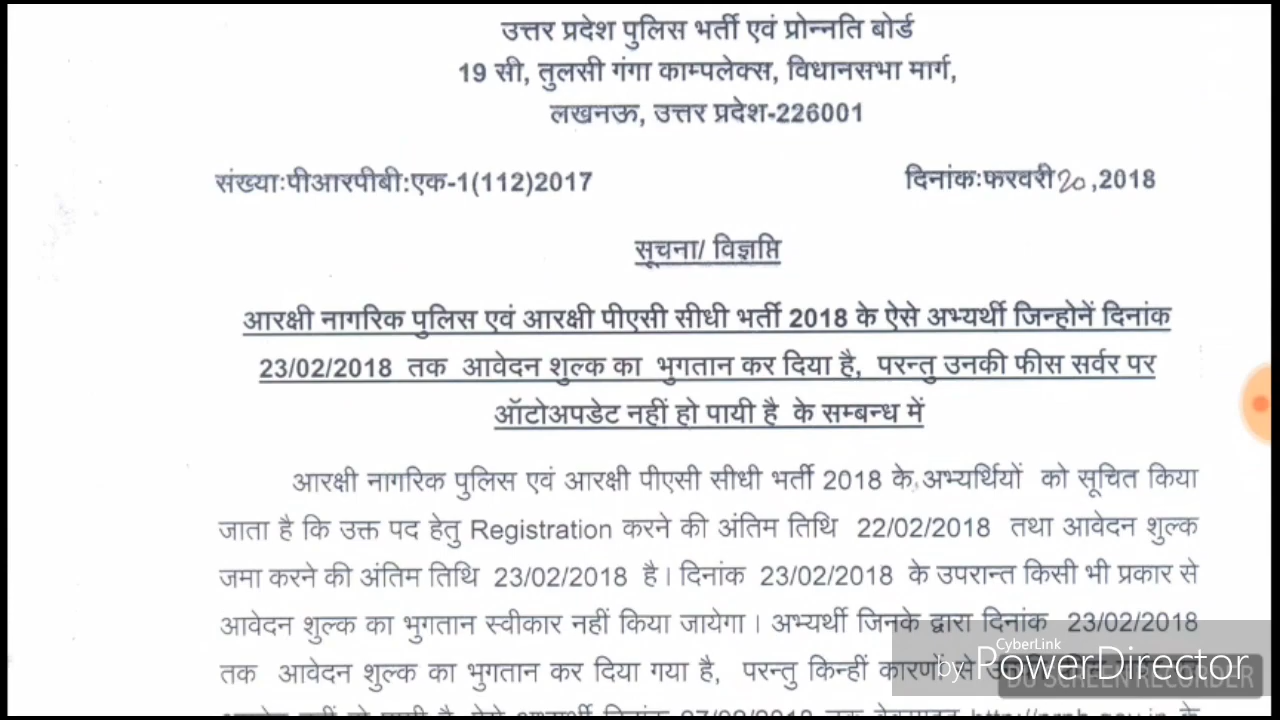 उत्तर प्रदेश पुलिस भर्ती एवं प्रोन्नति बोर्ड
19 सी, तुलसी गंगा काम्पलेक्स, विधानसभा मार्ग,
लखनऊ, उत्तर प्रदेश-226001
संख्याःपीआरपीबी:एक-1(112)2017 दिनांकःफरवरी 20,2018
सूचना/ विज्ञप्ति
आरक्षी नागरिक पुलिस एवं आरक्षी पीएसी सीधी भर्ती 2018 के ऐसे अभ्यर्थी जिन्होनें दिनांक
23/02/2018 तक आवेदन शुल्क का भुगतान कर दिया है, परन्तु उनकी फीस सर्वर पर
ऑटोअपडेट नहीं हो पायी है के सम्बन्ध में
आरक्षी नागरिक पुलिस एवं आरक्षी पीएसी सीधी भर्ती 2018 के अभ्यर्थियों को सूचित किया
जाता है कि उक्त पद हेतु Registration करने की अंतिम तिथि 22/02/2018 तथा आवेदन शुल्क
जमा करने की अंतिम तिथि 23/02/2018 है। दिनांक 23/02/2018 के उपरान्त किसी भी प्रकार से
आवेदन शुल्क का भुगतान स्वीकार नहीं किया जायेगा। अभ्यर्थी जिनके द्वारा दिनांक 23/02/2018
तक आवेदन शुल्क का भुगतान कर दिया गया है, परन्तु किन्हीं कारणों से
CyberLink
by PowerDirector
DU SCREEN RECORDER